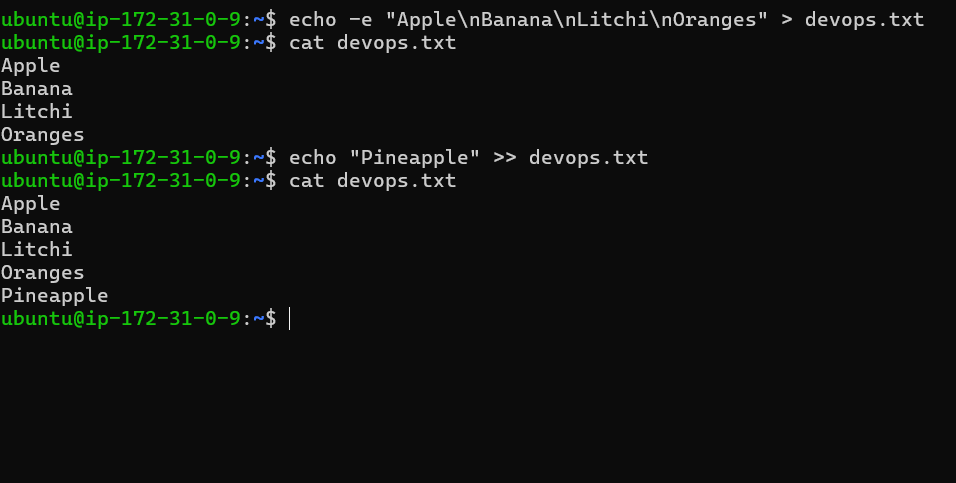 ubuntu@ip-172-31-0-9:~$ echo -e "Apple\nBanana\nLitchi\nOranges" > devops.txt
ubuntu@ip-172-31-0-9:~$ cat devops.txt
Apple
Banana
Litchi
Oranges
ubuntu@ip-172-31-0-9:~$ echo "Pineapple" >> devops.txt
ubuntu@ip-172-31-0-9:~$ cat devops.txt
Apple
Banana
Litchi
Oranges
Pineapple
ubuntu@ip-172-31-0-9:~$